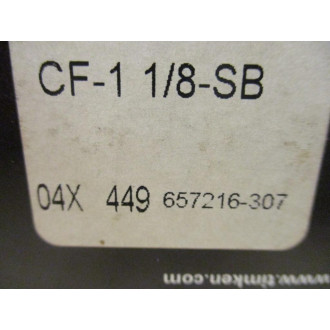 CF-1 1/8-SB
04X 449 657216-307
www.timken.com